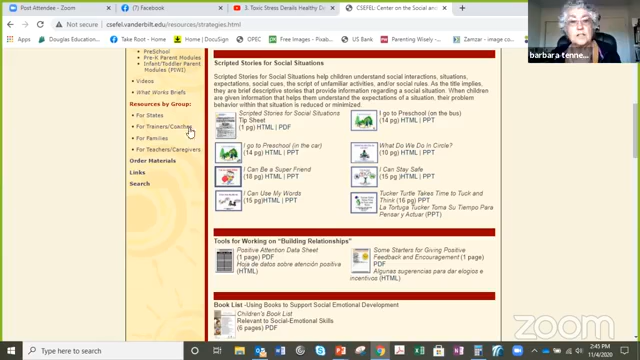 Post Attendee - Zoom
(7) Facebook
3. Toxic Stress Derails Healthy D
CSEFEL: Center on the Social an
Not secure | csefel.vanderbilt.edu/resources/strategies.html
Take Root - Home
DropBox
Office Depot
Pixabay
US Bank
Parenting Wisely -...
Zamzar - video con...
barbara tenne...
PreSchool
Pre-K Parent Modules
Infant/Toddler Parent
Modules (PIWI)
Videos
What Works Briefs
Resources by Group:
For States
For Trainers/Coaches
For Families
For Teachers/Caregivers
Order Materials
Links
Search
Scripted Stories for Social Situations
Scripted Stories for Social Situations help children understand social interactions, situations,
expectations, social cues, the script of unfamiliar activities, and/or social rules. As the title implies,
they are brief descriptive stories that provide information regarding a social situation. When
children are given information that helps them understand the expectations of a situation, their problem
behavior within that situation is reduced or minimized
Scripted Stories for Social Situations
Tip Sheet
(1 pg) HTML | PDF
I go to Preschool (on the bus)
(14 pg) HTML | PPT
I go to Preschool (in the car)
(14 pg) HTML | PPT
What Do We Do in Circle?
(10 pg) HTML | PPT
I Can Be a Super Friend
(18 pg) HTML | PPT
I Can Stay Safe
(15 pg) HTML | PPT
I Can Use My Words
(15 pg)HTML | PPT
Tucker Turtle Takes Time to Tuck and
Think (16 pg) PPT
La Tortuga Tucker Toma Su Tiempo Para
Pensar y Actuar (PPT)
Tools for Working on "Building Relationships"
Positive Attention Data Sheet
(1 page) PDF
Hoja de datos sobre atención positiva
(HTML)
Some Starters for Giving Positive
Feedback and Encouragement (1 page)
PDF
Algunas sugerencias para dar elogios e
incentivos (HTML)
Book List -Using Books to Support Social Emotional Development
Children's Book List
Relevant to Social-Emotional Skills
(6 pages) PDF
zoom
Type here to search
2:45 PM
11/4/2020